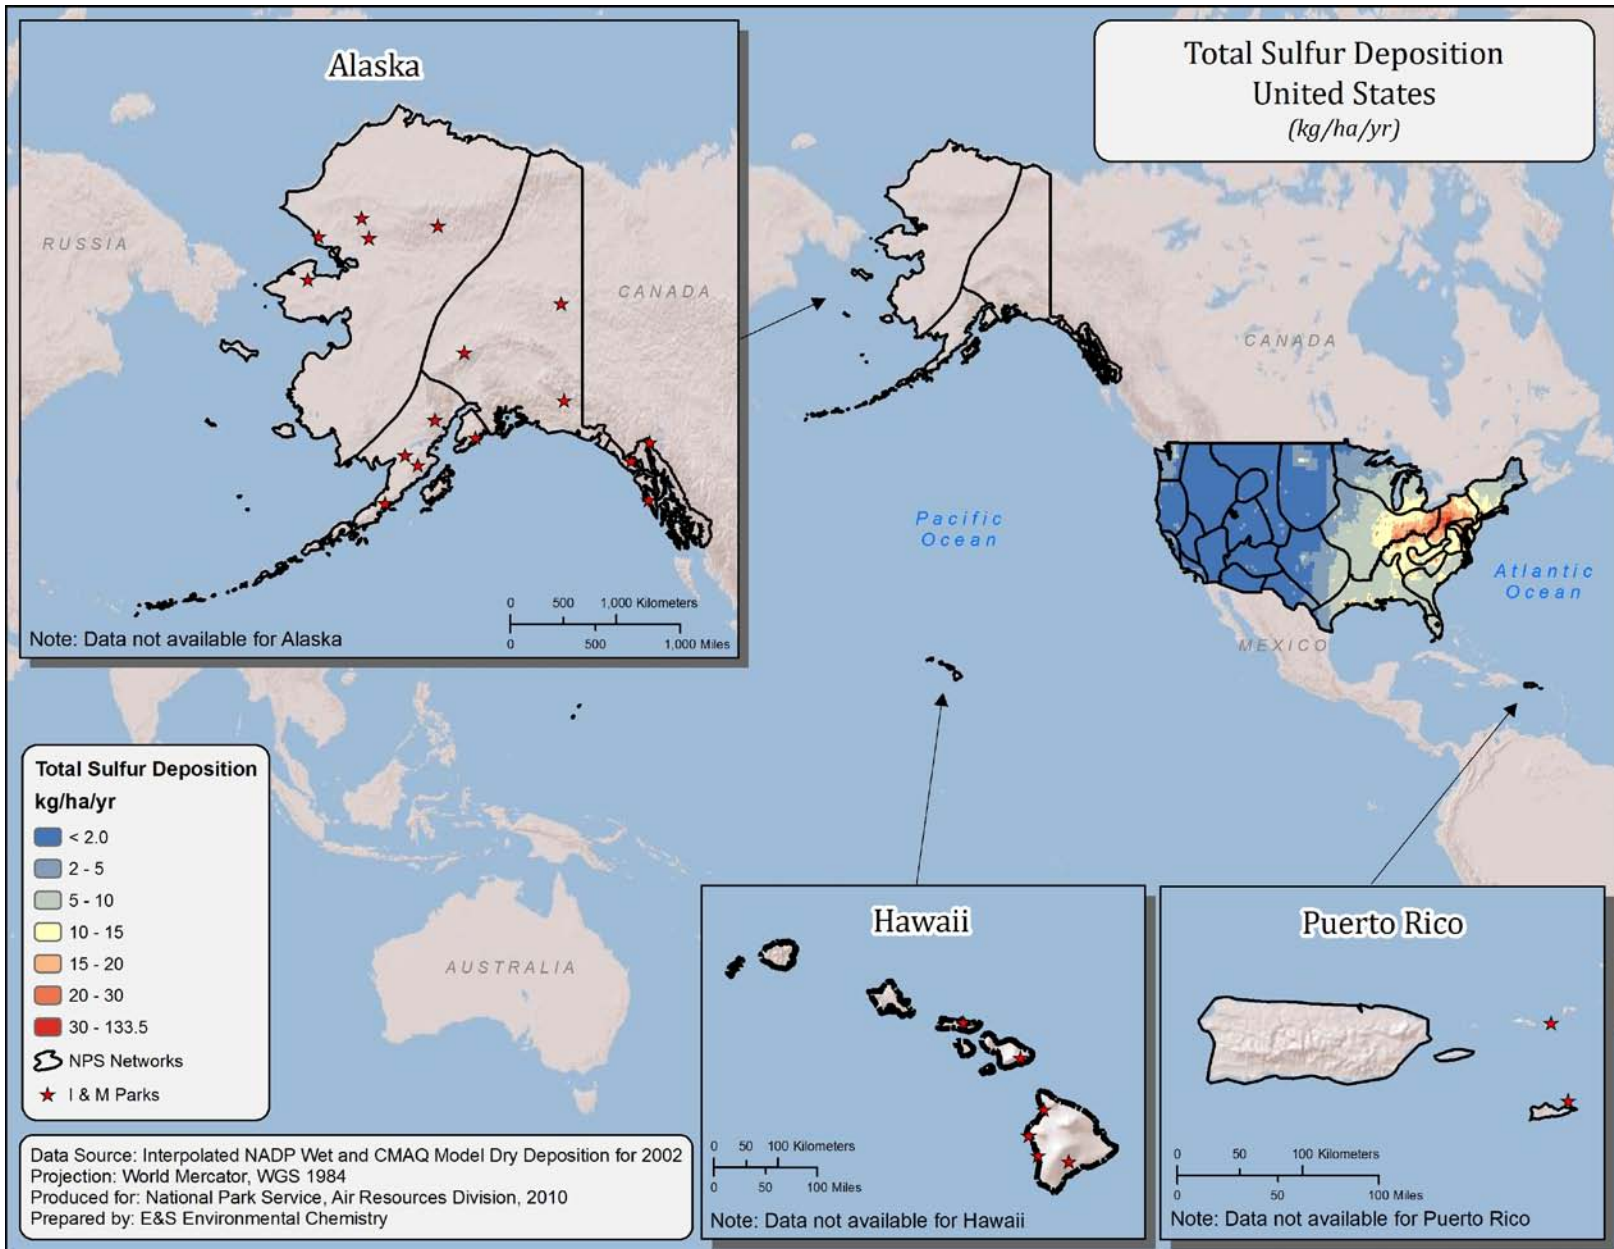 Alaska
RUSSIA
CANADA
0 500 1,000 Kilometers
0 500 1,000 Miles
Note: Data not available for Alaska
Total Sulfur Deposition
United States
(kg/ha/yr)
CANADA
Pacific
Ocean
Atlantic
Ocean
MEXICO
AUSTRALIA
Total Sulfur Deposition
kg/ha/yr
< 2.0
2 - 5
5 - 10
10 - 15
15 - 20
20 - 30
30 - 133.5
NPS Networks
I & M Parks
Data Source: Interpolated NADP Wet and CMAQ Model Dry Deposition for 2002
Projection: World Mercator, WGS 1984
Produced for: National Park Service, Air Resources Division, 2010
Prepared by: E&S Environmental Chemistry
Hawaii
0 50 100 Kilometers
0 50 100 Miles
Note: Data not available for Hawaii
Puerto Rico
0 50 100 Kilometers
0 50 100 Miles
Note: Data not available for Puerto Rico